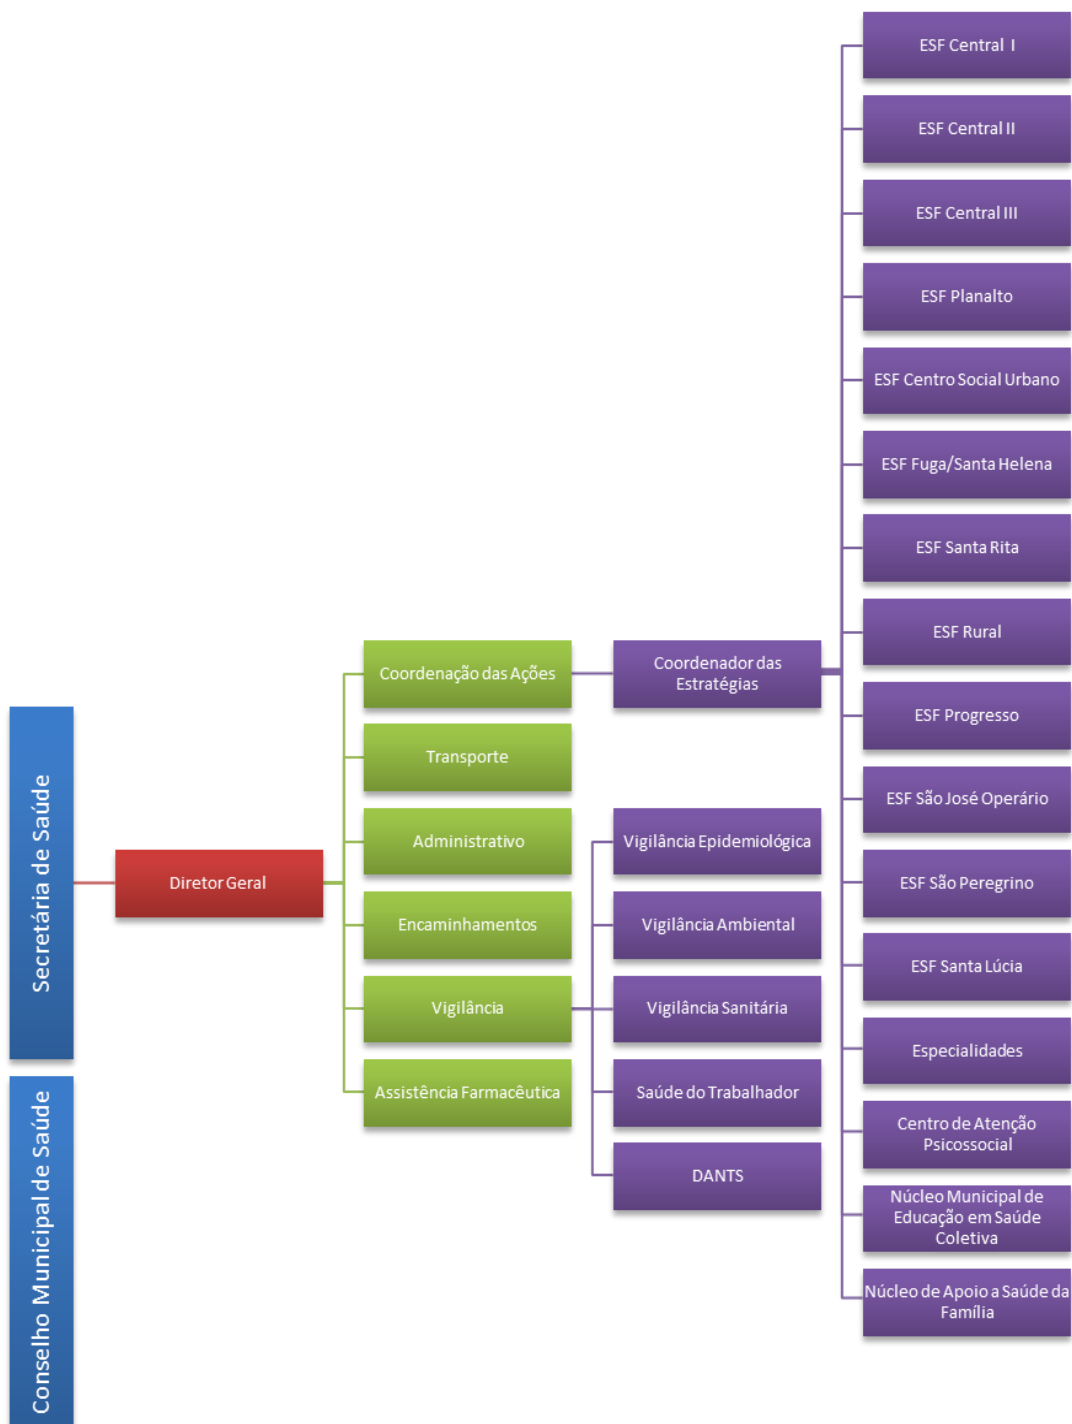 Secretária de Saúde
Conselho Municipal de Saúde
Diretor Geral
Coordenação das Ações
Transporte
Administrativo
Encaminhamentos
Vigilância
Assistência Farmacêutica
Coordenador das
Estratégias
Vigilância Epidemiológica
Vigilância Ambiental
Vigilância Sanitária
Saúde do Trabalhador
DANTS
ESF Central I
ESF Central II
ESF Central III
ESF Planalto
ESF Centro Social Urbano
ESF Fuga/Santa Helena
ESF Santa Rita
ESF Rural
ESF Progresso
ESF São José Operário
ESF São Peregrino
ESF Santa Lúcia
Especialidades
Centro de Atenção
Psicossocial
Núcleo Municipal de
Educação em Saúde
Coletiva
Núcleo de Apoio a Saúde da
Família